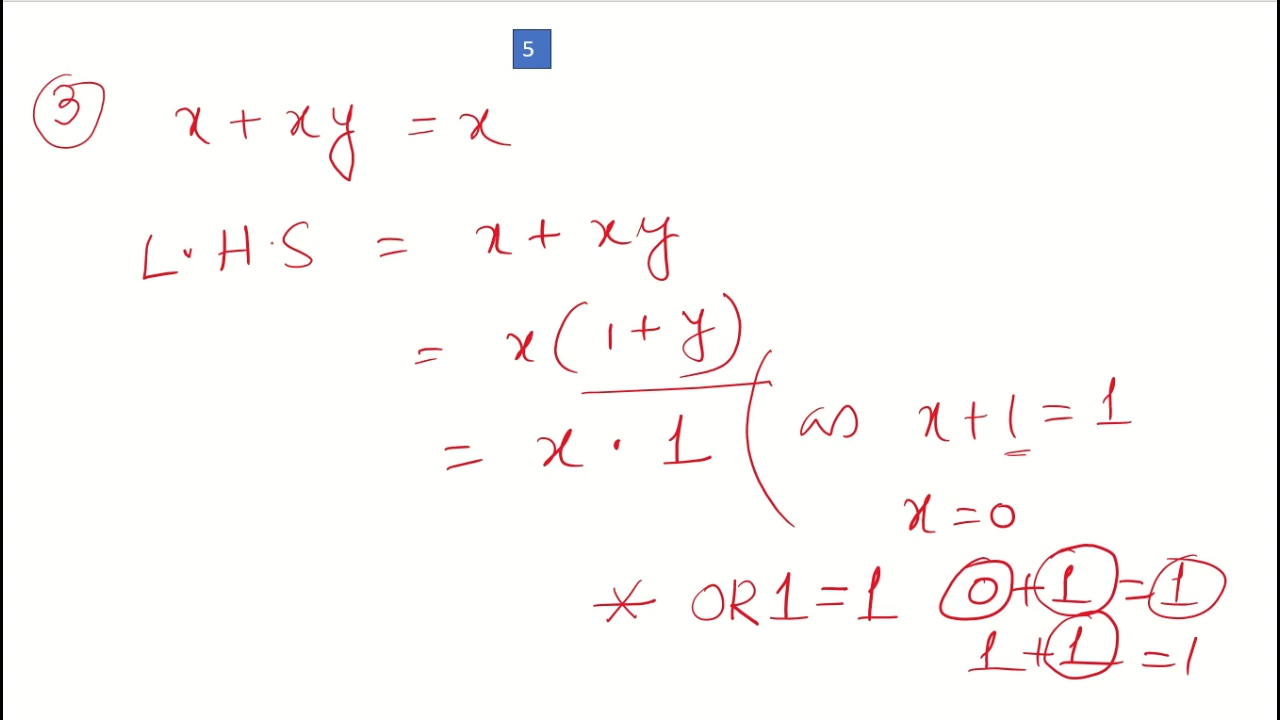 5
③ x + xy = x
L.H.S = x + xy
= x(1 + y)
= x · 1 ( as x + 1 = 1
x = 0
* OR 1 = 1 0 + 1 = 1
1 + 1 = 1